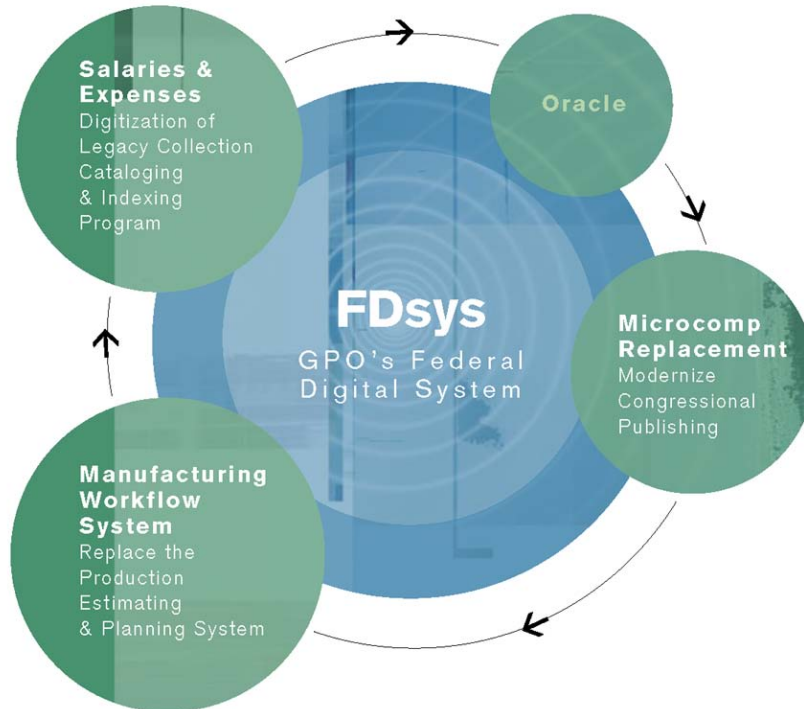 Salaries &
Expenses
Digitization of
Legacy Collection
Cataloging
& Indexing
Program
Oracle
FDsys
GPO's Federal
Digital System
Microcomp
Replacement
Modernize
Congressional
Publishing
Manufacturing
Workflow
System
Replace the
Production
Estimating
& Planning System